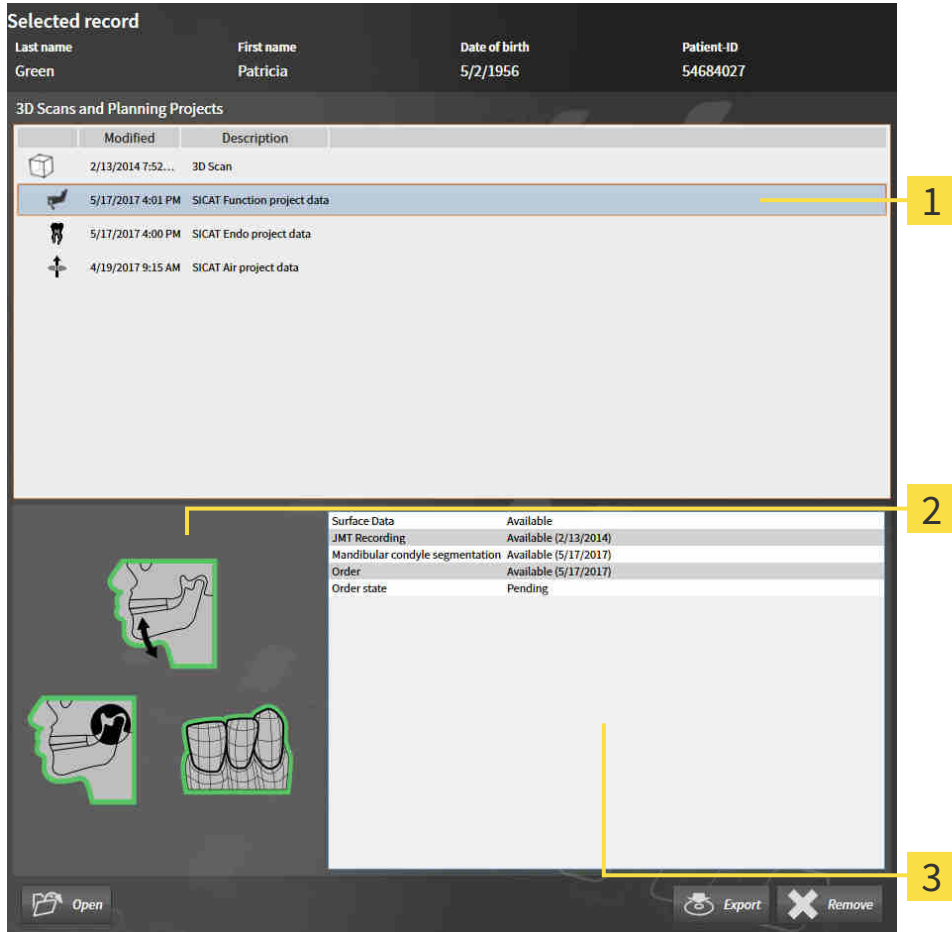 Selected record
Last name First name Date of birth Patient-ID
Green Patricia 5/2/1956 54684027
3D Scans and Planning Projects
Modified Description
2/13/2014 7:52... 3D Scan
5/17/2017 4:01 PM SICAT Function project data
1
5/17/2017 4:00 PM SICAT Endo project data
4/19/2017 9:15 AM SICAT Air project data
2
Surface Data Available
JMT Recording Available (2/13/2014)
Mandibular condyle segmentation Available (5/17/2017)
Order Available (5/17/2017)
Order state Pending
3
Open Export Remove